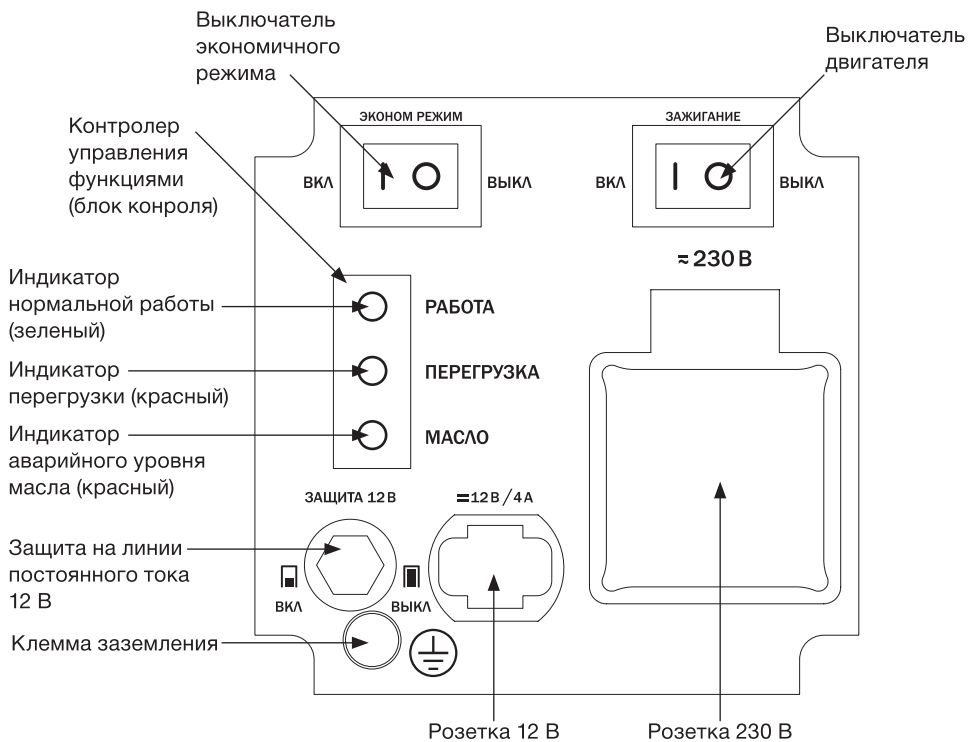 Выключатель
экономичного
режима
Выключатель
двигателя
Контролер
управления
функциями
(блок конроля)
ЭКОНОМ РЕЖИМ
ВКЛ
I O
ВЫКЛ
ЗАЖИГАНИЕ
ВКЛ
I O
ВЫКЛ
≂ 230 В
Индикатор
нормальной работы
(зеленый)
РАБОТА
Индикатор
перегрузки (красный)
ПЕРЕГРУЗКА
Индикатор
аварийного уровня
масла (красный)
МАСЛО
ЗАЩИТА 12 В
=12 В / 4 А
Защита на линии
постоянного тока
12 В
ВКЛ
ВЫКЛ
Клемма заземления
Розетка 12 В
Розетка 230 В